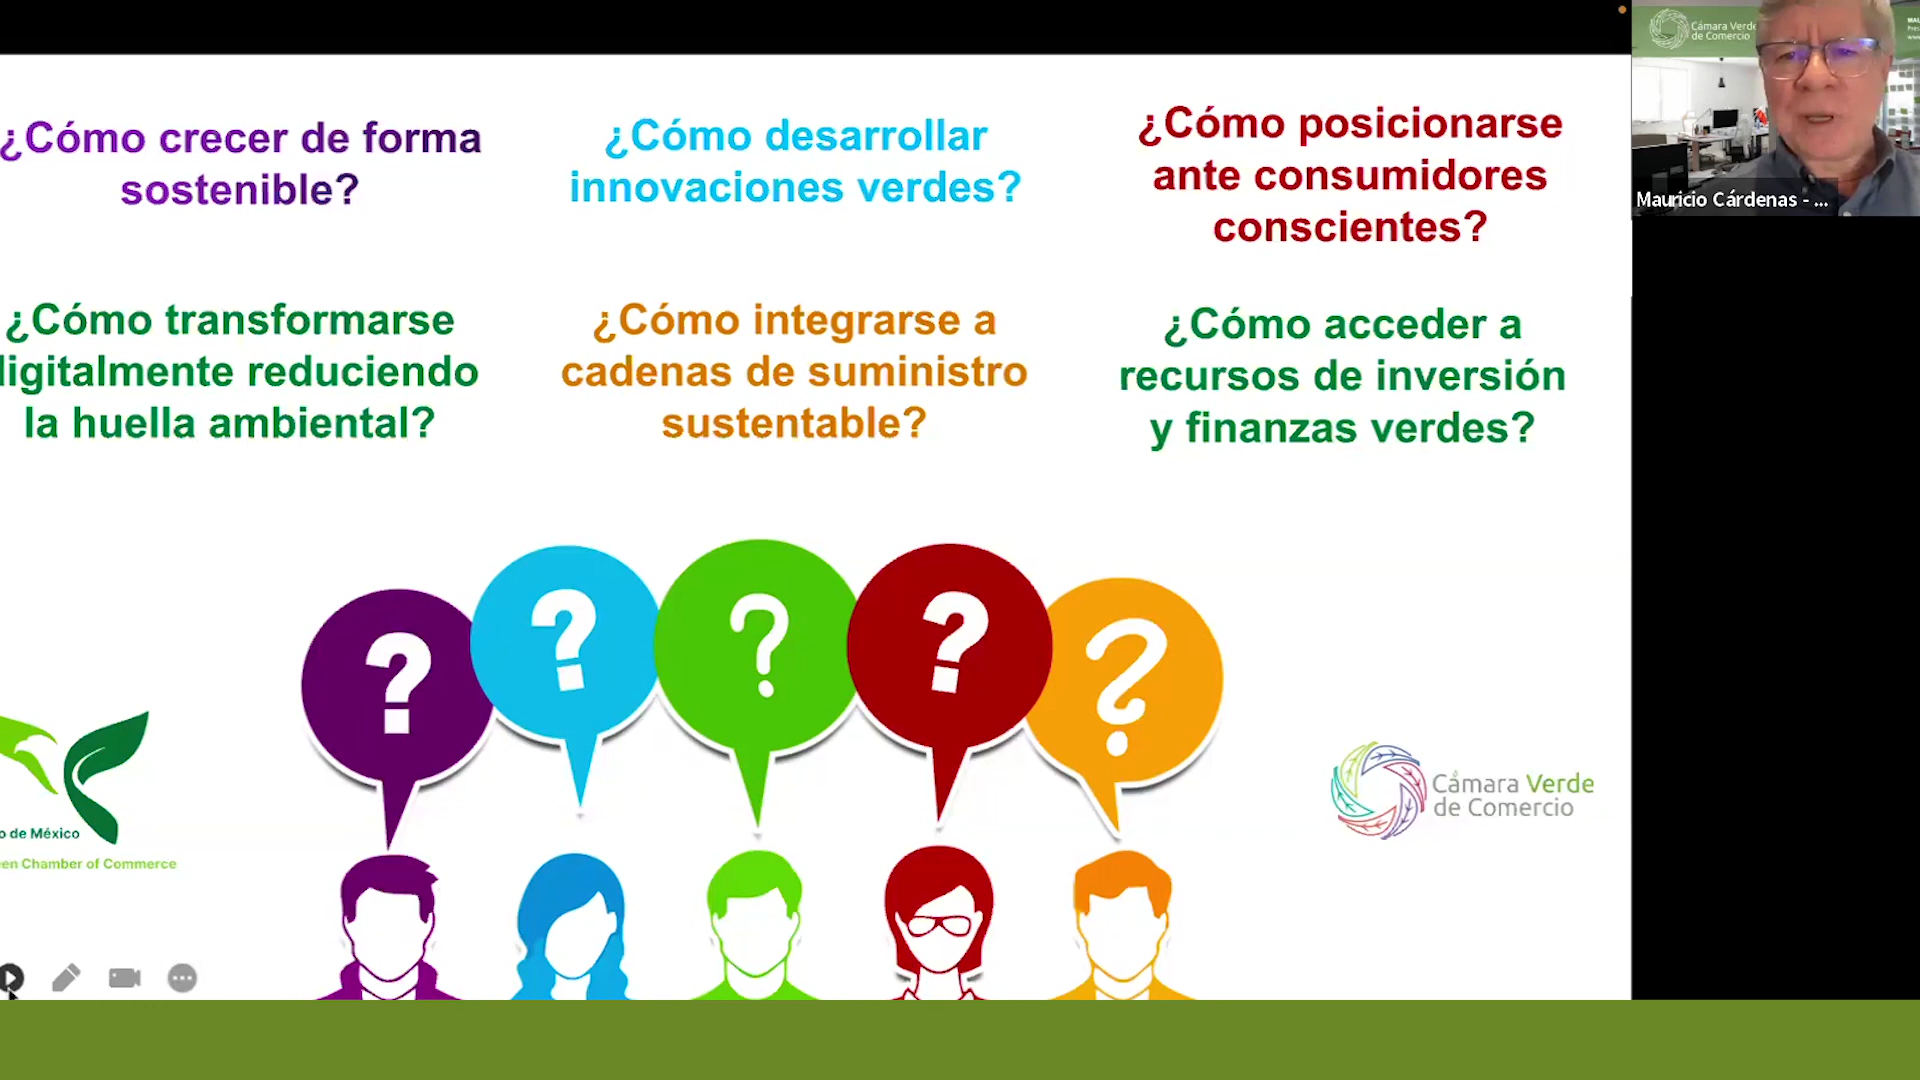 ¿Cómo crecer de forma
sostenible?
¿Cómo desarrollar
innovaciones verdes?
¿Cómo posicionarse
ante consumidores
conscientes?
¿Cómo transformarse
digitalmente reduciendo
la huella ambiental?
¿Cómo integrarse a
cadenas de suministro
sustentable?
¿Cómo acceder a
recursos de inversión
y finanzas verdes?
?
?
?
?
?
o de México
een Chamber of Commerce
Cámara Verde
de Comercio
Cámara Verde
de Comercio
Mauricio Cárdenas - ...